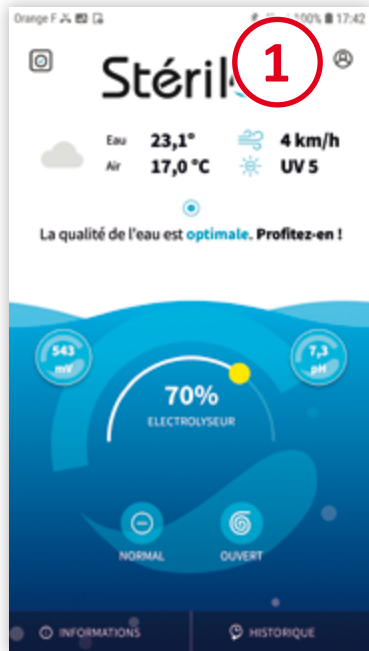 Orange F 100% 17:42
Stéril
1
Eau 23,1° 4 km/h
Air 17,0 °C UV 5
La qualité de l'eau est optimale. Profitez-en !
543 mV
7,3 pH
70%
ELECTROLYSEUR
NORMAL OUVERT
INFORMATIONS HISTORIQUE